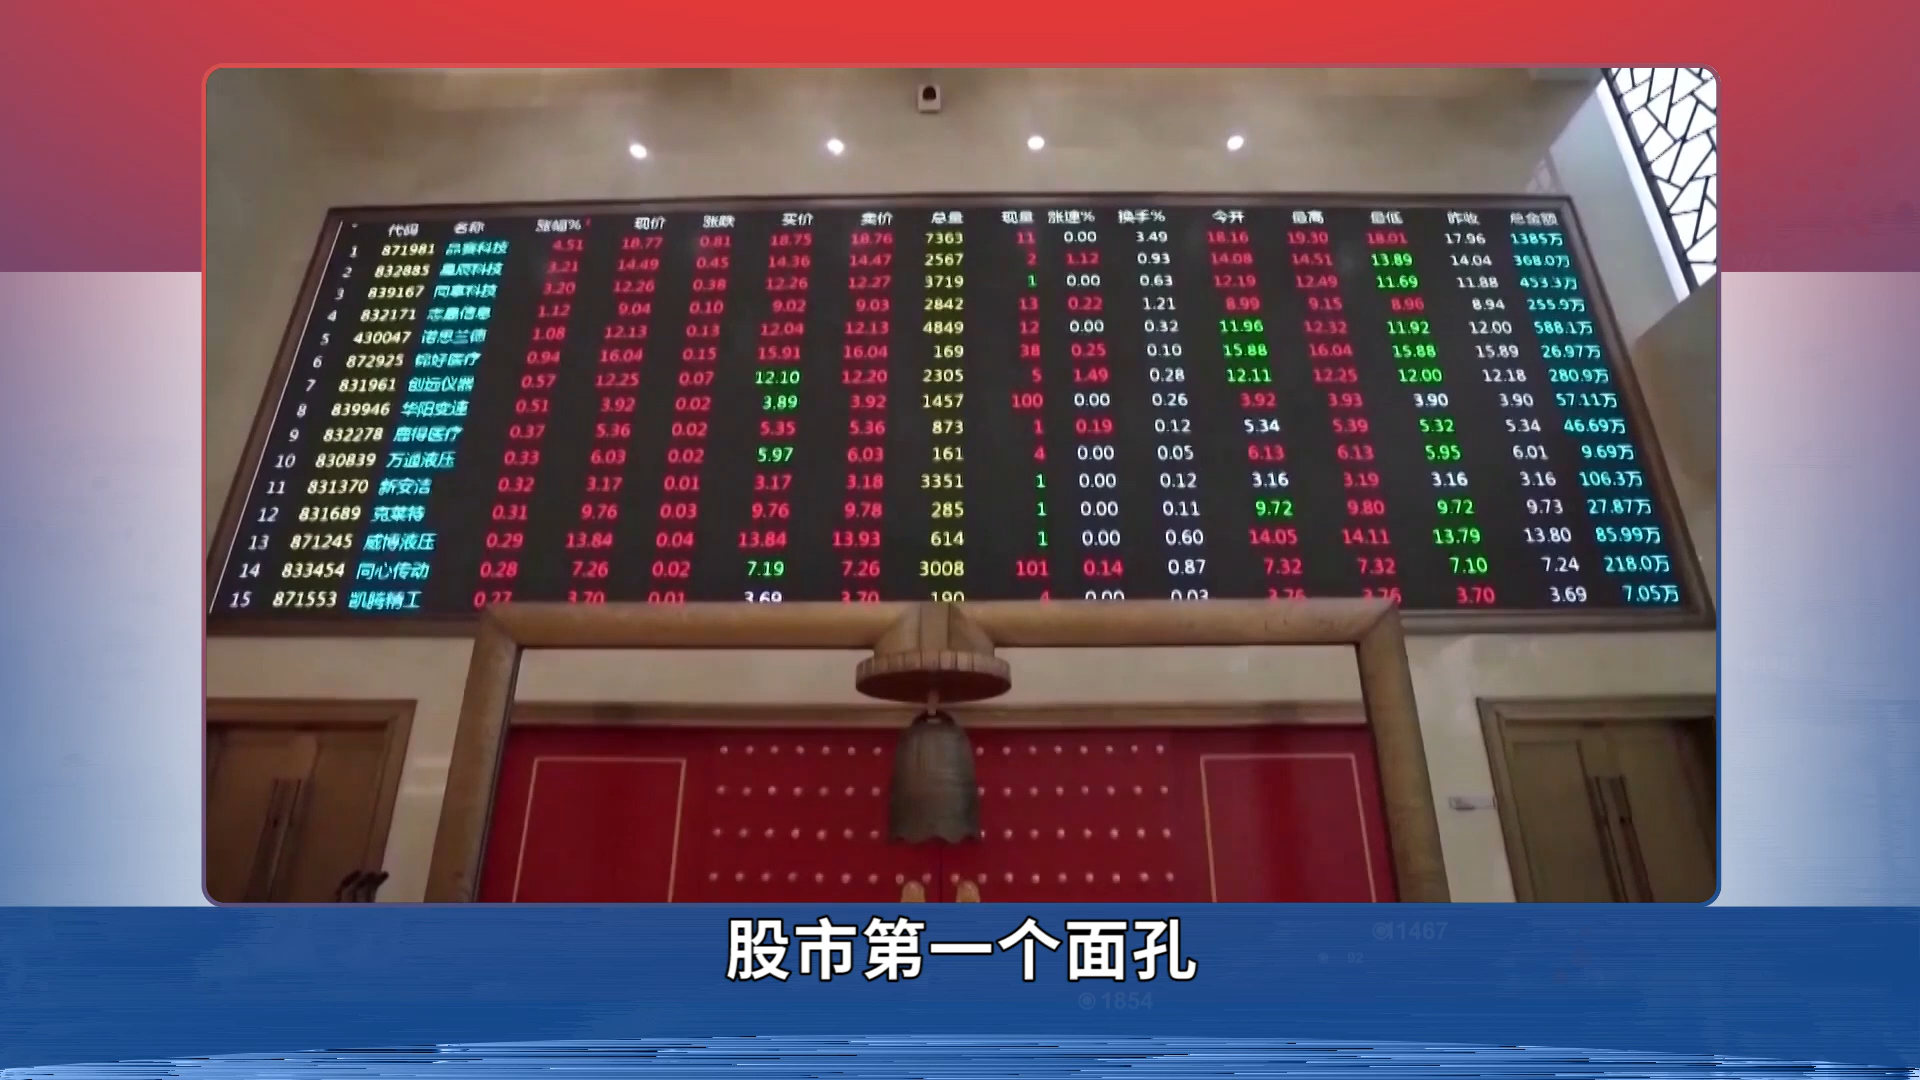 代码 名称 涨幅% 现价 涨跌 买价 卖价 总量 现量 涨速% 换手% 今开 最高 最低 昨收 总金额
1 871981 晶赛科技 4.51 18.77 0.81 18.75 18.76 7363 11 0.00 3.49 18.16 19.30 18.01 17.96 1385万
2 832885 星辰科技 3.21 14.49 0.45 14.36 14.47 2567 2 1.12 0.93 14.08 14.51 13.89 14.04 368.0万
3 839167 同享科技 3.20 12.26 0.38 12.26 12.27 3719 1 0.00 0.63 12.19 12.49 11.69 11.88 453.3万
4 832171 志晟信息 1.12 9.04 0.10 9.02 9.03 2842 13 0.22 1.21 8.99 9.15 8.96 8.94 255.9万
5 430047 诺思兰德 1.08 12.13 0.13 12.04 12.13 4849 12 0.00 0.32 11.96 12.32 11.92 12.00 588.1万
6 872925 锦好医疗 0.94 16.04 0.15 15.91 16.04 169 38 0.25 0.10 15.88 16.04 15.88 15.89 26.97万
7 831961 创远仪器 0.57 12.25 0.07 12.10 12.20 2305 5 1.49 0.28 12.11 12.25 12.00 12.18 280.9万
8 839946 华阳变速 0.51 3.92 0.02 3.89 3.92 1457 100 0.00 0.26 3.92 3.93 3.90 3.90 57.11万
9 832278 鹿得医疗 0.37 5.36 0.02 5.35 5.36 873 1 0.19 0.12 5.34 5.39 5.32 5.34 46.69万
10 830839 万通液压 0.33 6.03 0.02 5.97 6.03 161 4 0.00 0.05 6.13 6.13 5.95 6.01 9.69万
11 831370 新安洁 0.32 3.17 0.01 3.17 3.18 3351 1 0.00 0.12 3.16 3.19 3.16 3.16 106.3万
12 831689 克莱特 0.31 9.76 0.03 9.76 9.78 285 1 0.00 0.11 9.72 9.80 9.72 9.73 27.87万
13 871245 威博液压 0.29 13.84 0.04 13.84 13.93 614 1 0.00 0.60 14.05 14.11 13.79 13.80 85.99万
14 833454 同心传动 0.28 7.26 0.02 7.19 7.26 3008 101 0.14 0.87 7.32 7.32 7.10 7.24 218.0万
15 871553 凯腾精工 0.27 3.70 0.01 3.69 3.70 190 4 0.00 0.03 3.76 3.76 3.70 3.69 7.05万
股市第一个面孔
11467
92
1854